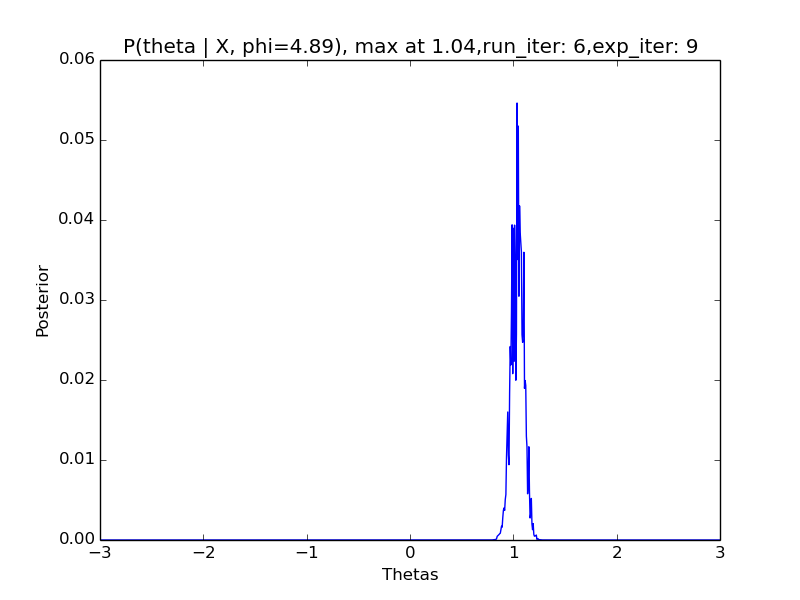 P(theta | X, phi=4.89), max at 1.04,run_iter: 6,exp_iter: 9
0.06
0.05
0.04
0.03
0.02
0.01
0.00
Posterior
−3 −2 −1 0 1 2 3
Thetas